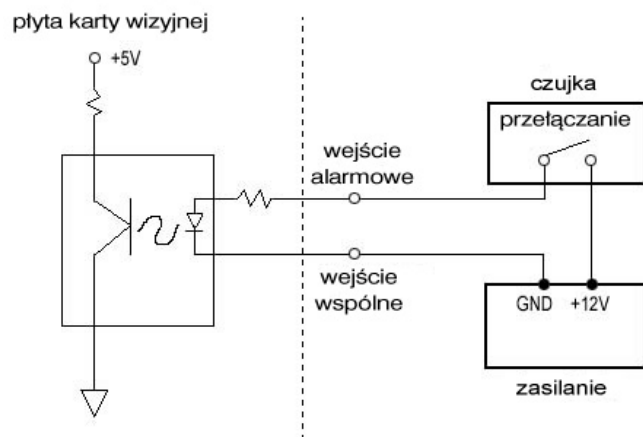 płyta karty wizyjnej
+5V
czujka
przełączanie
wejście
alarmowe
wejście
wspólne
GND +12V
zasilanie